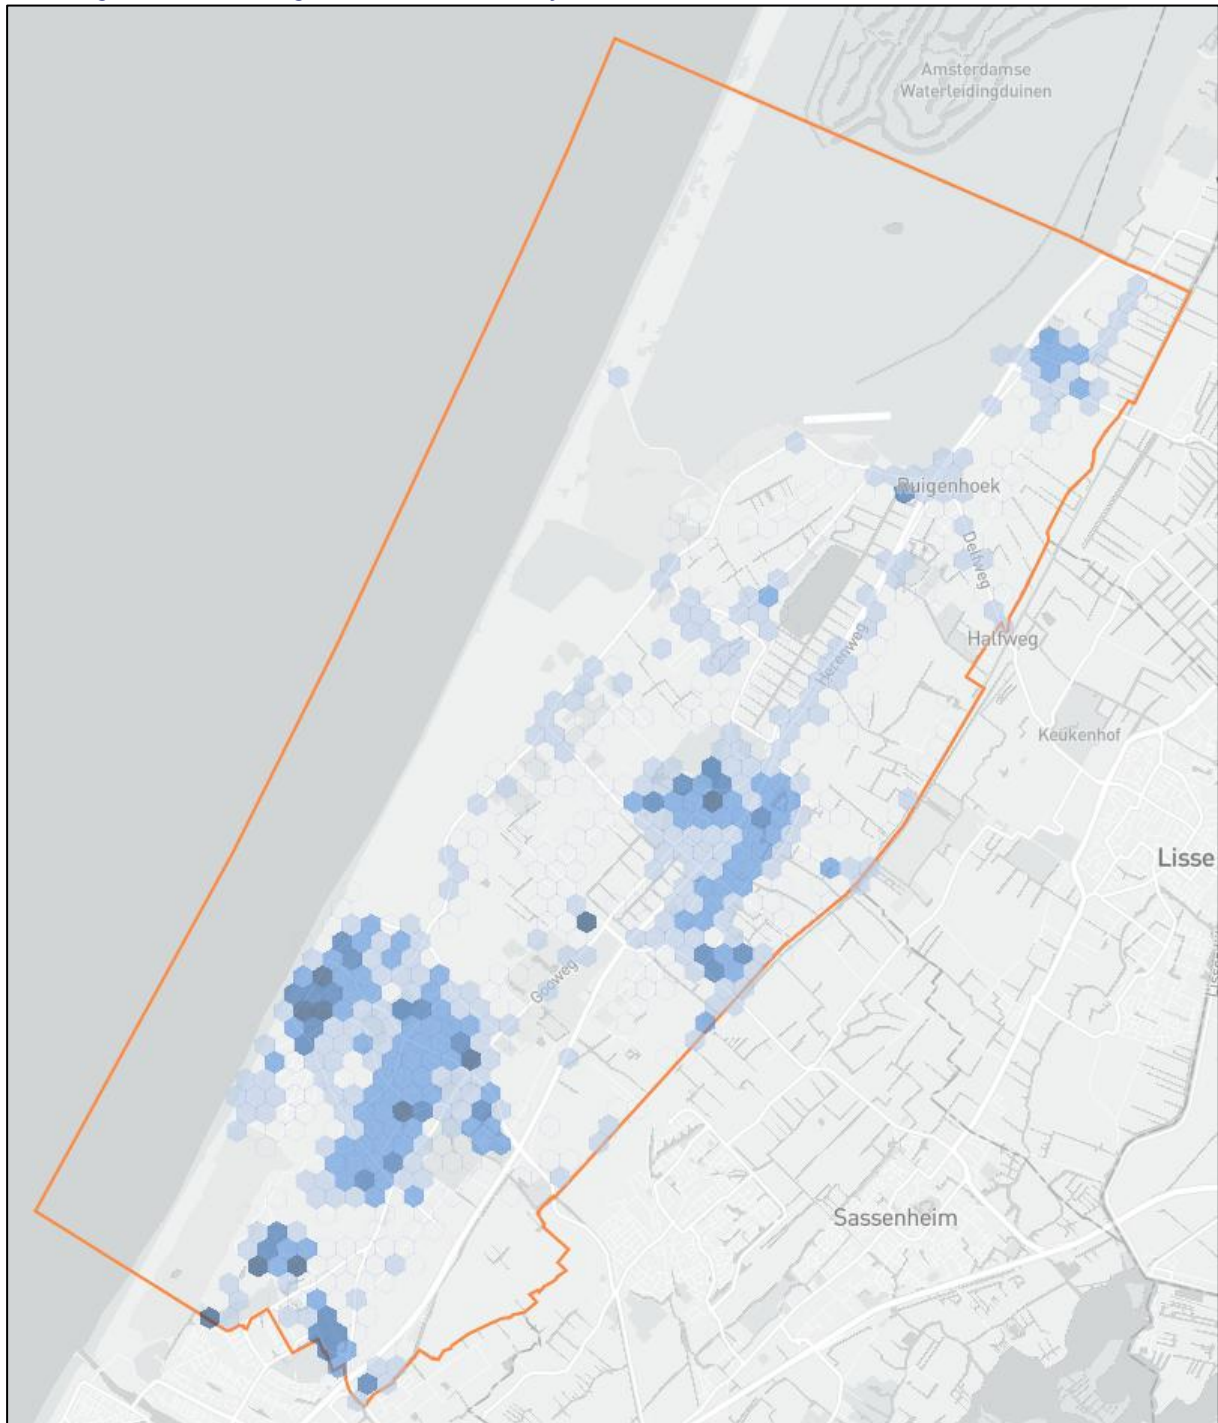 Amsterdamse
Waterleidingduinen
Ruigenhoek
Delfweg
Halfweg
Herenweg
Keukenhof
Lisse
Gooweg
Sassenheim